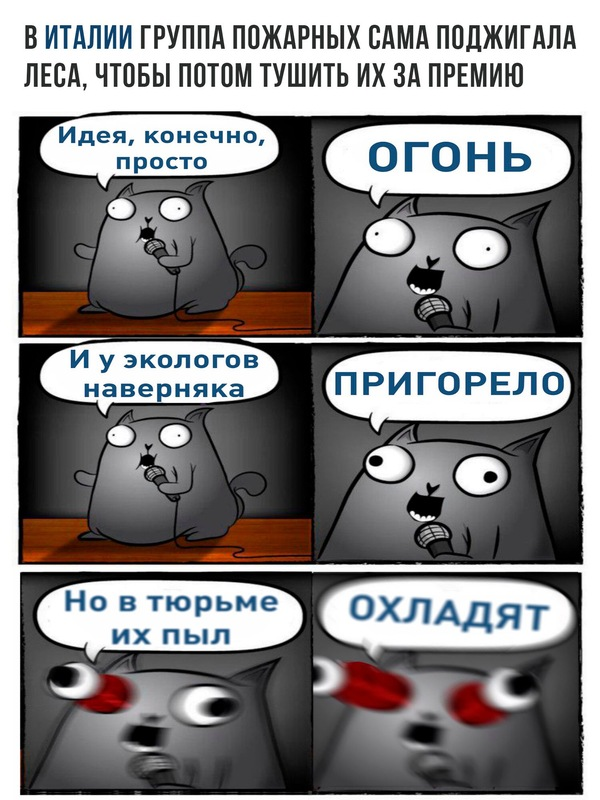 В ИТАЛИИ ГРУППА ПОЖАРНЫХ САМА ПОДЖИГАЛА
ЛЕСА, ЧТОБЫ ПОТОМ ТУШИТЬ ИХ ЗА ПРЕМИЮ
Идея, конечно,
просто
ОГОНЬ
И у экологов
наверняка
ПРИГОРЕЛО
Но в тюрьме
их пыл
ОХЛАДЯТ